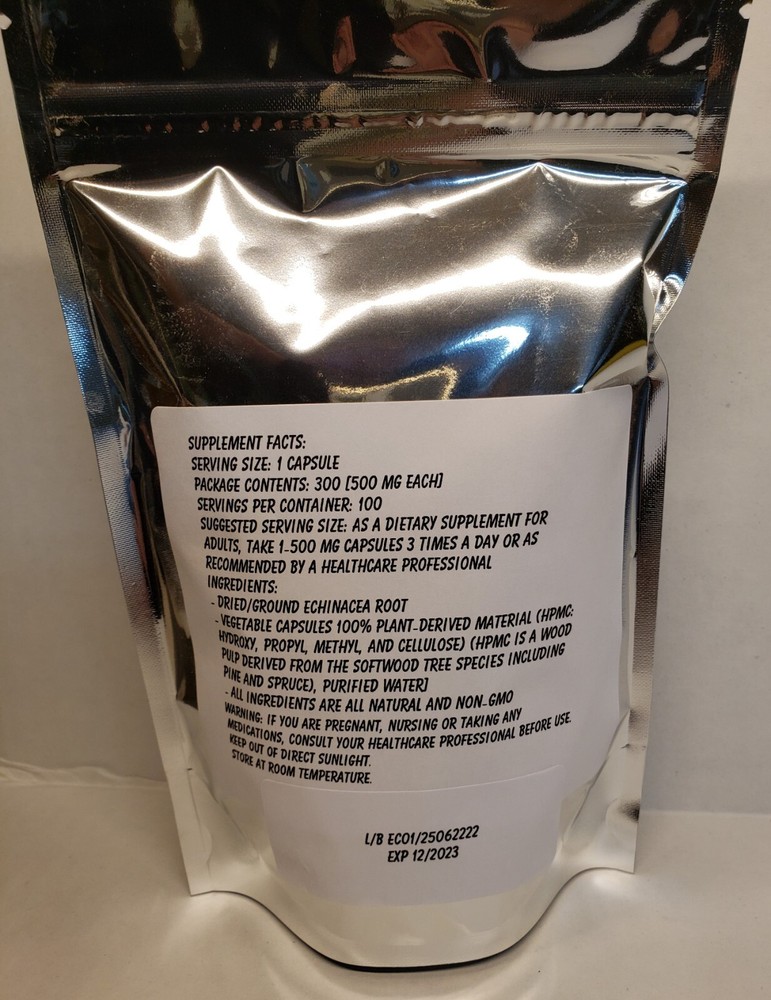 SUPPLEMENT FACTS:
SERVING SIZE: 1 CAPSULE
PACKAGE CONTENTS: 300 [500 MG EACH]
SERVINGS PER CONTAINER: 100
SUGGESTED SERVING SIZE: AS A DIETARY SUPPLEMENT FOR
ADULTS, TAKE 1-500 MG CAPSULES 3 TIMES A DAY OR AS
RECOMMENDED BY A HEALTHCARE PROFESSIONAL
INGREDIENTS:
- DRIED/GROUND ECHINACEA ROOT
- VEGETABLE CAPSULES 100% PLANT-DERIVED MATERIAL (HPMC:
HYDROXY, PROPYL, METHYL, AND CELLULOSE) (HPMC IS A WOOD
PULP DERIVED FROM THE SOFTWOOD TREE SPECIES INCLUDING
PINE AND SPRUCE), PURIFIED WATER]
- ALL INGREDIENTS ARE ALL NATURAL AND NON-GMO
WARNING: IF YOU ARE PREGNANT, NURSING OR TAKING ANY
MEDICATIONS, CONSULT YOUR HEALTHCARE PROFESSIONAL BEFORE USE.
KEEP OUT OF DIRECT SUNLIGHT.
STORE AT ROOM TEMPERATURE.
L/B EC01/25062222
EXP 12/2023